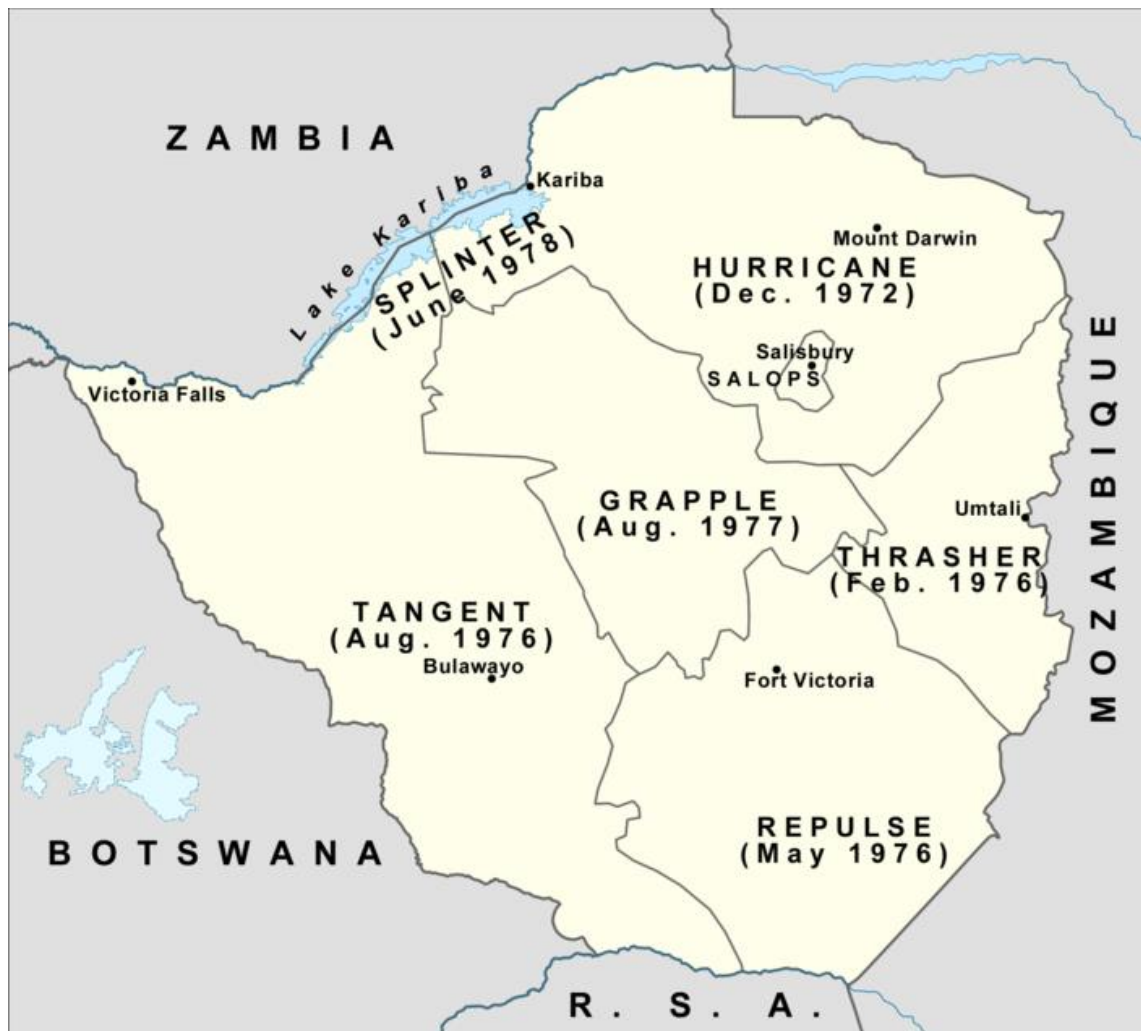 ZAMBIA
Lake Kariba
Kariba
SPLINTER
(June 1978)
Mount Darwin
HURRICANE
(Dec. 1972)
Salisbury
SALOPS
Victoria Falls
MOZAMBIQUE
GRAPPLE
(Aug. 1977)
Umtali
THRASHER
(Feb. 1976)
TANGENT
(Aug. 1976)
Bulawayo
Fort Victoria
REPULSE
(May 1976)
BOTSWANA
R. S. A.